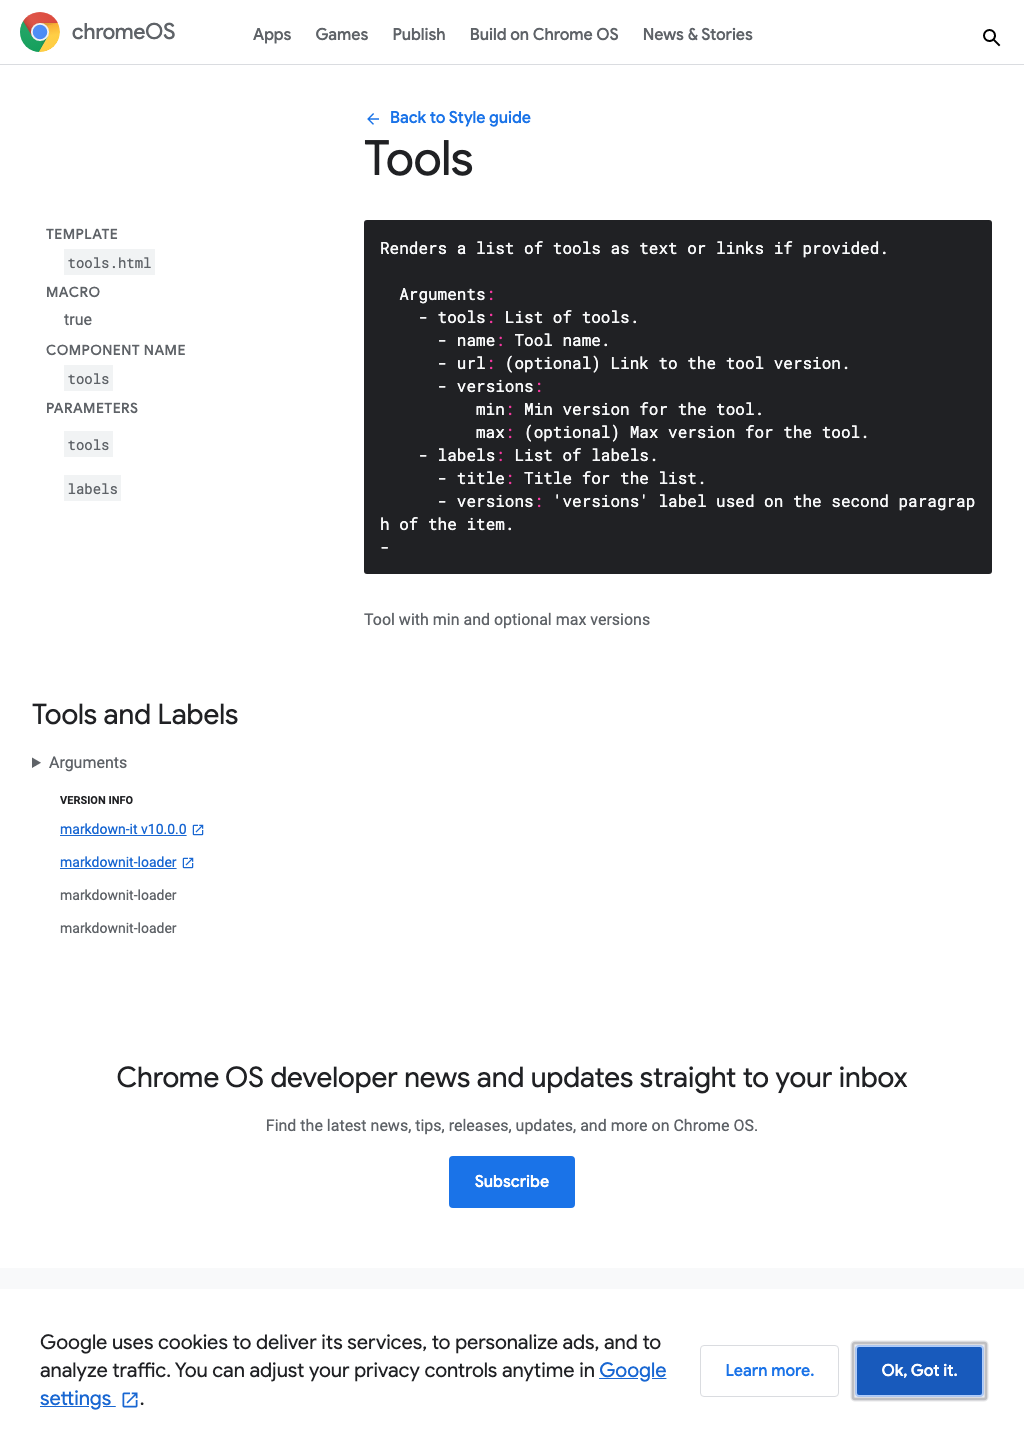 chromeOS
Apps Games Publish Build on Chrome OS News & Stories
Back to Style guide
Tools
TEMPLATE
tools.html
MACRO
true
COMPONENT NAME
tools
PARAMETERS
tools
labels
Renders a list of tools as text or links if provided.
Arguments:
- tools: List of tools.
- name: Tool name.
- url: (optional) Link to the tool version.
- versions:
min: Min version for the tool.
max: (optional) Max version for the tool.
- labels: List of labels.
- title: Title for the list.
- versions: 'versions' label used on the second paragrap
h of the item.
-
Tool with min and optional max versions
Tools and Labels
Arguments
VERSION INFO
markdown-it v10.0.0
markdownit-loader
markdownit-loader
markdownit-loader
Chrome OS developer news and updates straight to your inbox
Find the latest news, tips, releases, updates, and more on Chrome OS.
Subscribe
Google uses cookies to deliver its services, to personalize ads, and to
analyze traffic. You can adjust your privacy controls anytime in Google
settings .
Learn more.
Ok, Got it.